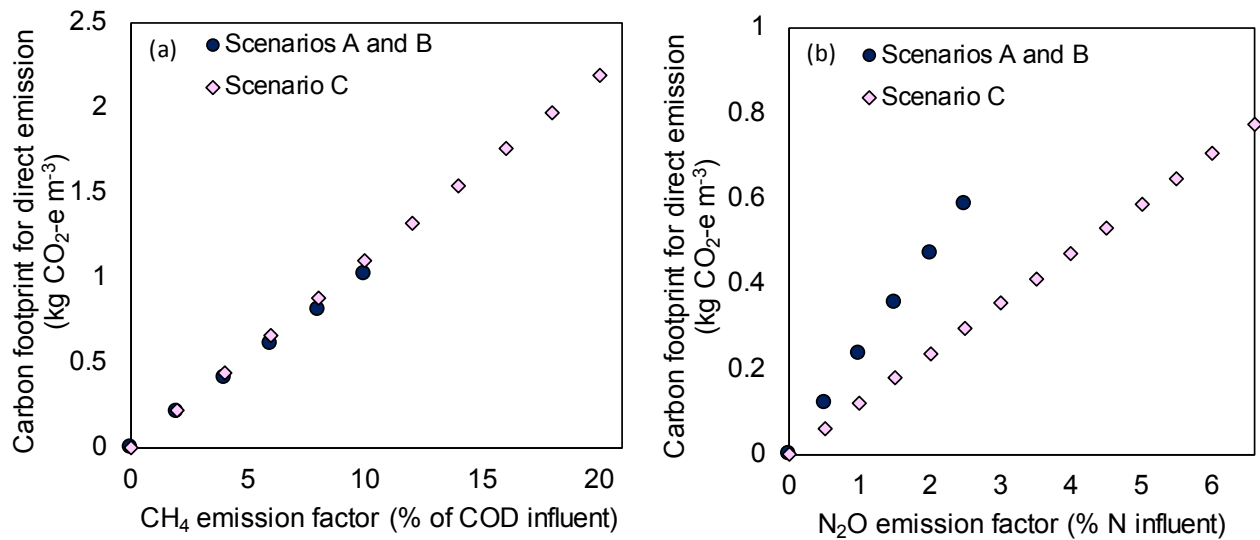 Carbon footprint for direct emission
(kg CO₂-e m⁻³)
2.5
2
1.5
1
0.5
0
(a)
Scenarios A and B
Scenario C
0 5 10 15 20
CH₄ emission factor (% of COD influent)
Carbon footprint for direct emission
(kg CO₂-e m⁻³)
1
0.8
0.6
0.4
0.2
0
(b)
Scenarios A and B
Scenario C
0 1 2 3 4 5 6
N₂O emission factor (% N influent)